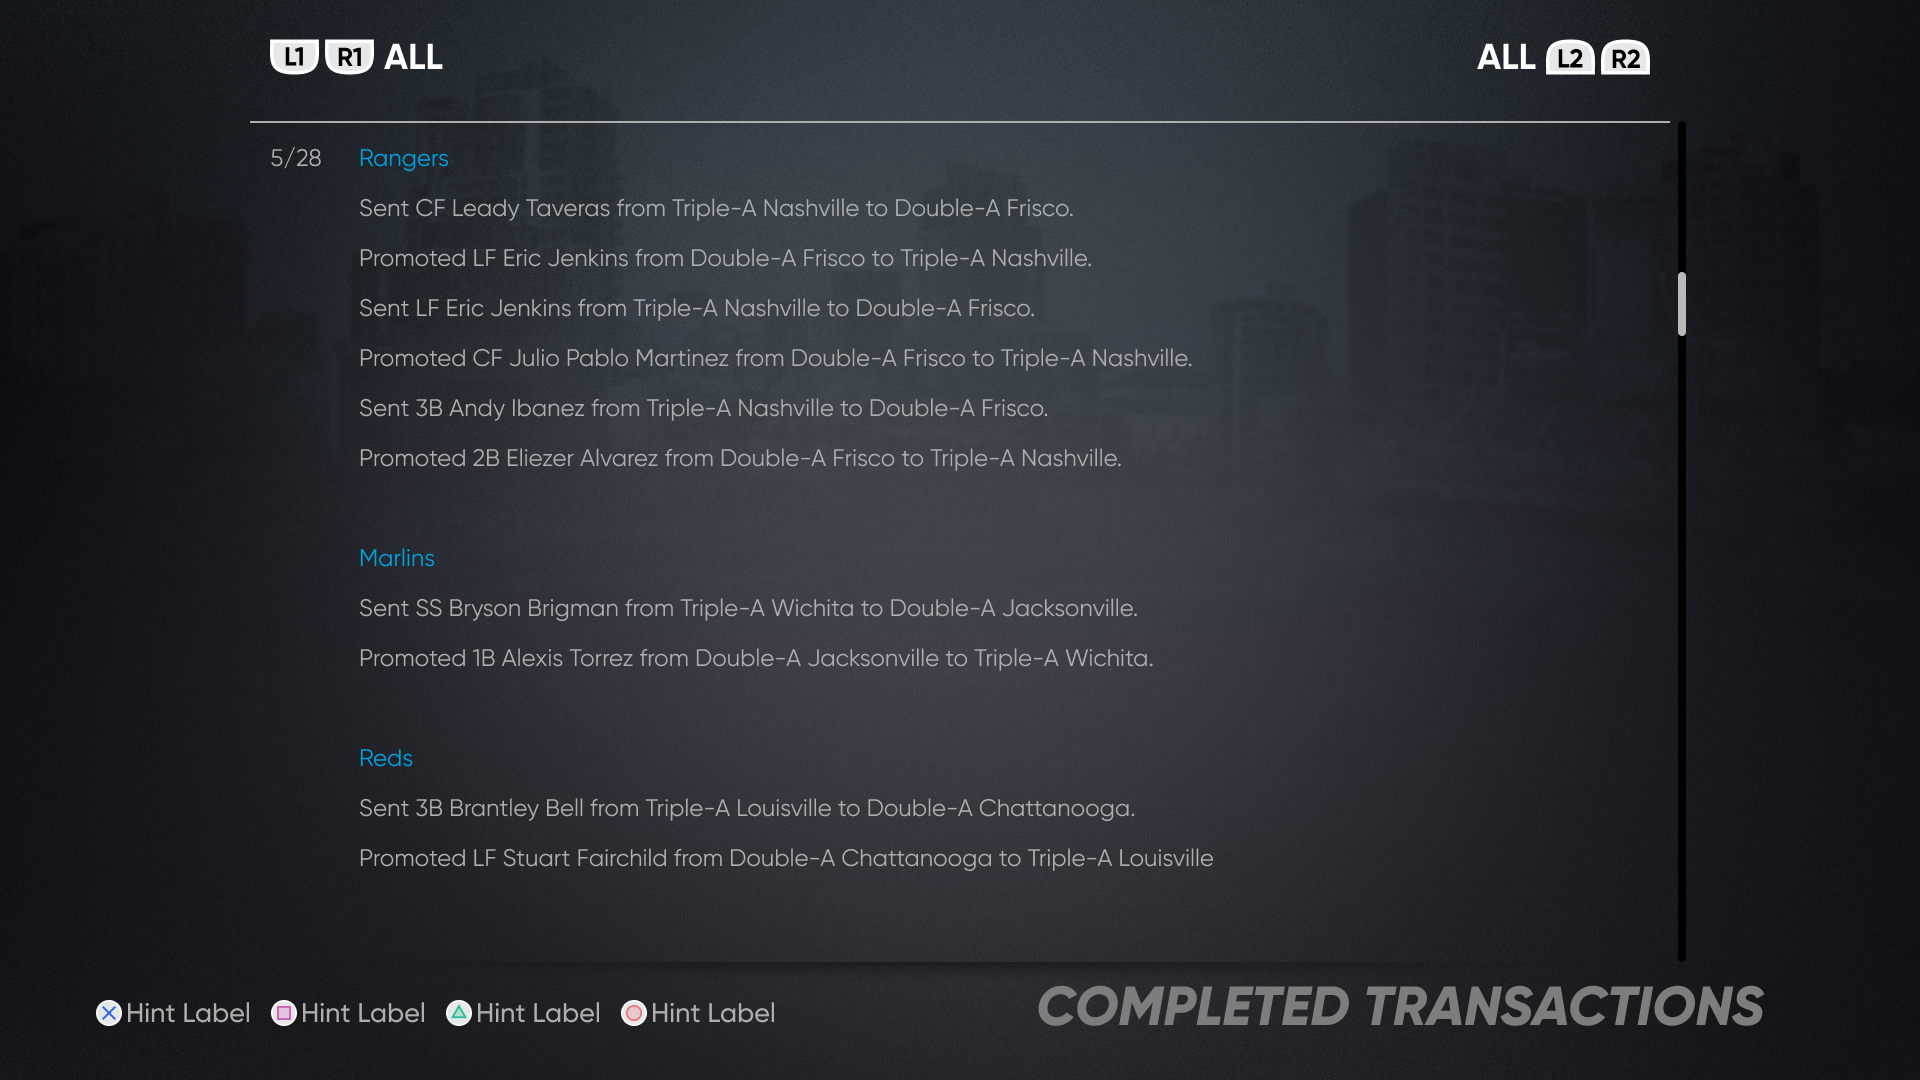 L1 R1 ALL
ALL L2 R2
5/28 Rangers
Sent CF Leady Taveras from Triple-A Nashville to Double-A Frisco.
Promoted LF Eric Jenkins from Double-A Frisco to Triple-A Nashville.
Sent LF Eric Jenkins from Triple-A Nashville to Double-A Frisco.
Promoted CF Julio Pablo Martinez from Double-A Frisco to Triple-A Nashville.
Sent 3B Andy Ibanez from Triple-A Nashville to Double-A Frisco.
Promoted 2B Eliezer Alvarez from Double-A Frisco to Triple-A Nashville.
Marlins
Sent SS Bryson Brigman from Triple-A Wichita to Double-A Jacksonville.
Promoted 1B Alexis Torrez from Double-A Jacksonville to Triple-A Wichita.
Reds
Sent 3B Brantley Bell from Triple-A Louisville to Double-A Chattanooga.
Promoted LF Stuart Fairchild from Double-A Chattanooga to Triple-A Louisville
Hint Label Hint Label Hint Label Hint Label
COMPLETED TRANSACTIONS